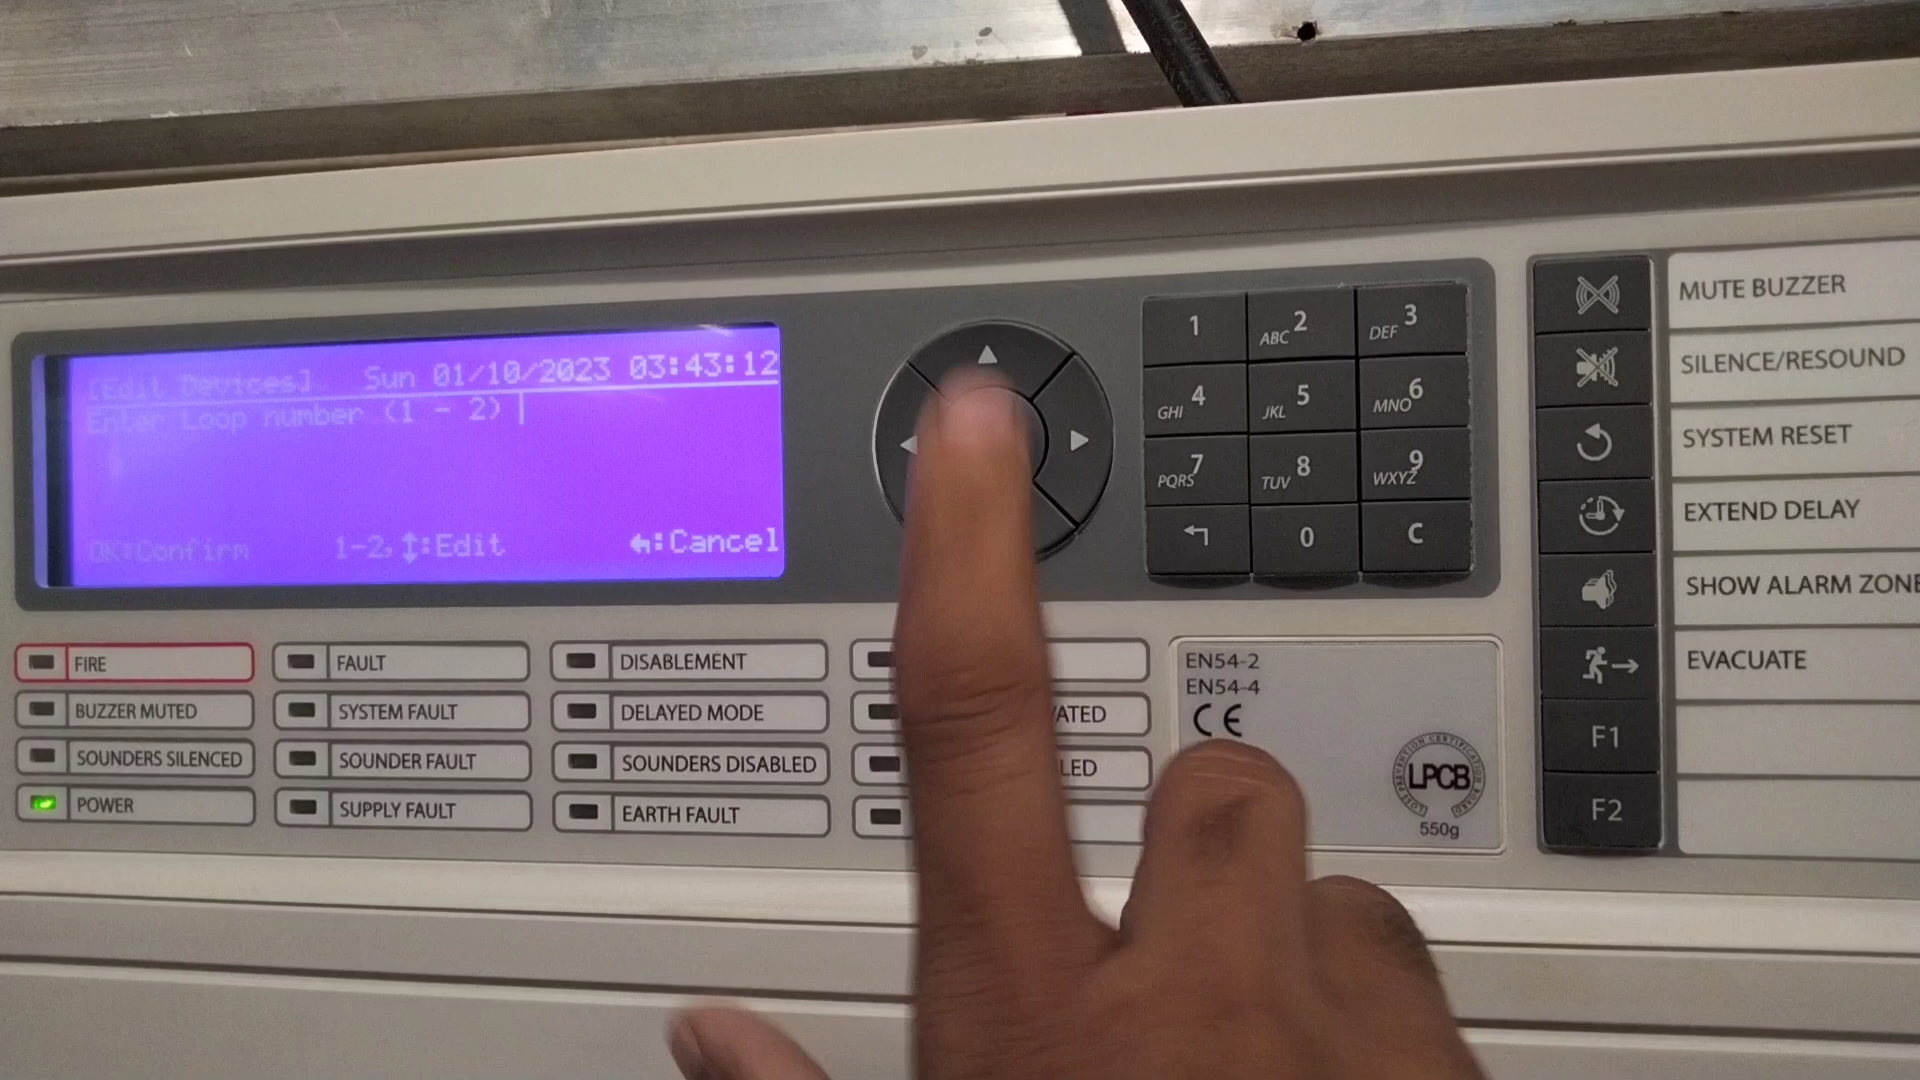 [Edit Devices] Sun 01/10/2023 03:43:12
Enter Loop number (1 - 2)
OK:Confirm 1-2,↕:Edit ↰:Cancel
1 ABC 2 DEF 3
GHI 4 JKL 5 MNO 6
PQRS 7 TUV 8 WXYZ 9
0 C
MUTE BUZZER
SILENCE/RESOUND
SYSTEM RESET
EXTEND DELAY
SHOW ALARM ZONE
EVACUATE
F1
F2
FIRE FAULT DISABLEMENT
BUZZER MUTED SYSTEM FAULT DELAYED MODE
SOUNDERS SILENCED SOUNDER FAULT SOUNDERS DISABLED
POWER SUPPLY FAULT EARTH FAULT
EN54-2
EN54-4
CE
LOSS PREVENTION CERTIFICATION BOARD
LPCB
550g